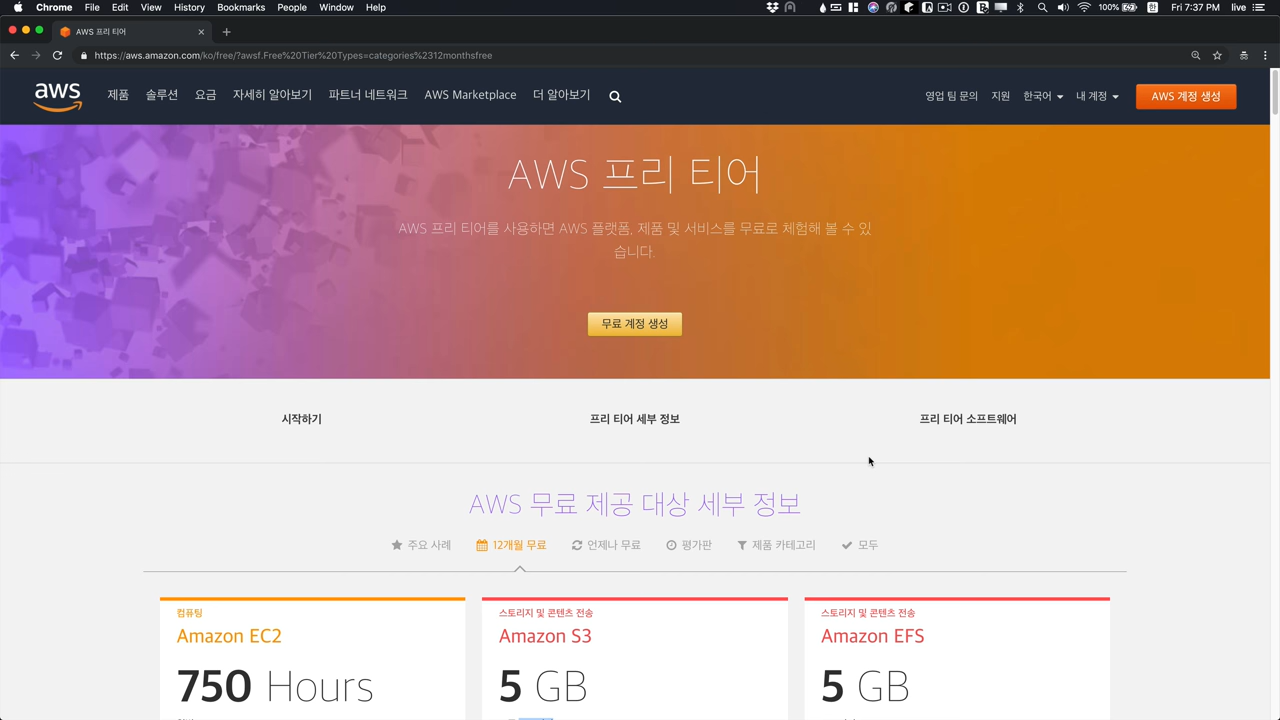 Chrome File Edit View History Bookmarks People Window Help
100% 한 Fri 7:37 PM live
AWS 프리 티어
https://aws.amazon.com/ko/free/?awsf.Free%20Tier%20Types=categories%2312monthsfree
aws 제품 솔루션 요금 자세히 알아보기 파트너 네트워크 AWS Marketplace 더 알아보기 영업 팀 문의 지원 한국어 내 계정 AWS 계정 생성
AWS 프리 티어
AWS 프리 티어를 사용하면 AWS 플랫폼, 제품 및 서비스를 무료로 체험해 볼 수 있
습니다.
무료 계정 생성
시작하기 프리 티어 세부 정보 프리 티어 소프트웨어
AWS 무료 제공 대상 세부 정보
주요 사례 12개월 무료 언제나 무료 평가판 제품 카테고리 모두
컴퓨팅
Amazon EC2
750 Hours
스토리지 및 콘텐츠 전송
Amazon S3
5 GB
스토리지 및 콘텐츠 전송
Amazon EFS
5 GB